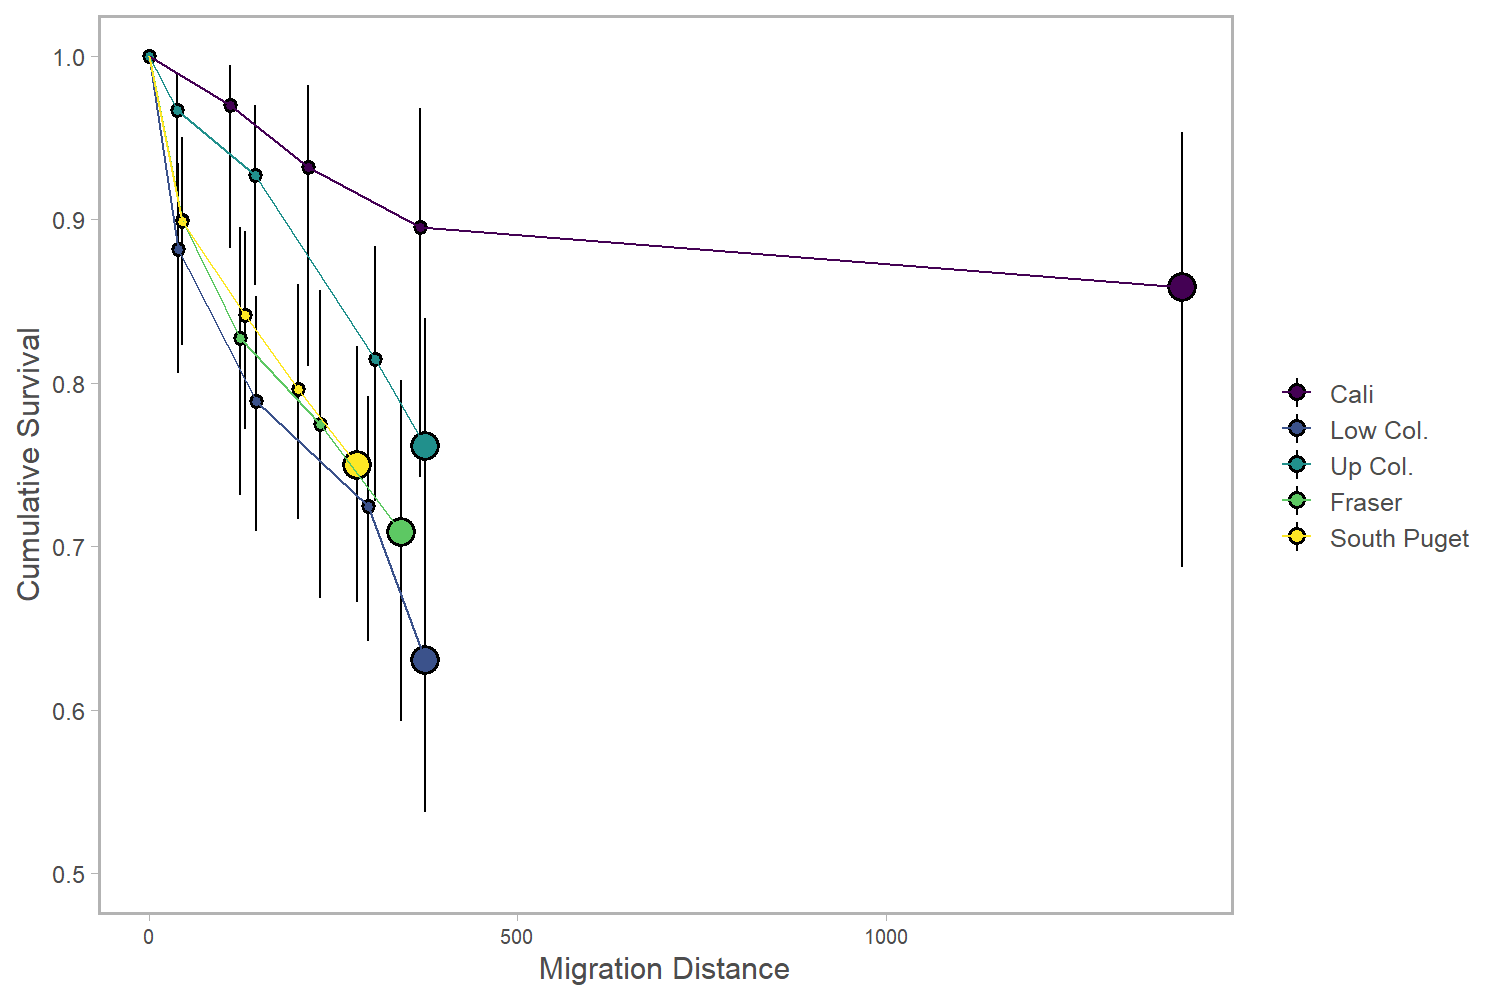 Cumulative Survival
1.0
0.9
0.8
0.7
0.6
0.5
0
500
1000
Migration Distance
Cali
Low Col.
Up Col.
Fraser
South Puget